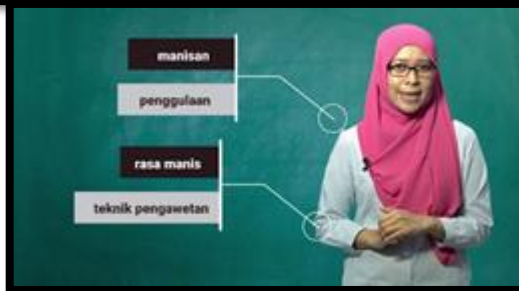 manisan
penggulaan
rasa manis
teknik pengawetan